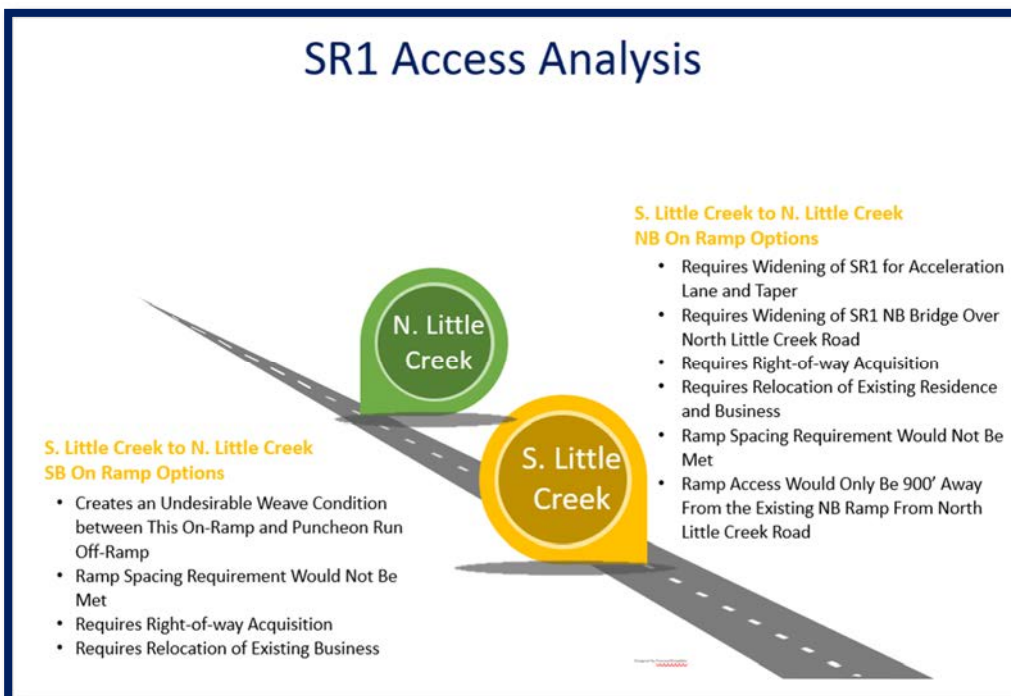 SR1 Access Analysis
S. Little Creek to N. Little Creek
NB On Ramp Options
• Requires Widening of SR1 for Acceleration
Lane and Taper
• Requires Widening of SR1 NB Bridge Over
North Little Creek Road
• Requires Right-of-way Acquisition
• Requires Relocation of Existing Residence
and Business
• Ramp Spacing Requirement Would Not Be
Met
• Ramp Access Would Only Be 900’ Away
From the Existing NB Ramp From North
Little Creek Road
N. Little
Creek
S. Little
Creek
S. Little Creek to N. Little Creek
SB On Ramp Options
• Creates an Undesirable Weave Condition
between This On-Ramp and Puncheon Run
Off-Ramp
• Ramp Spacing Requirement Would Not Be
Met
• Requires Right-of-way Acquisition
• Requires Relocation of Existing Business